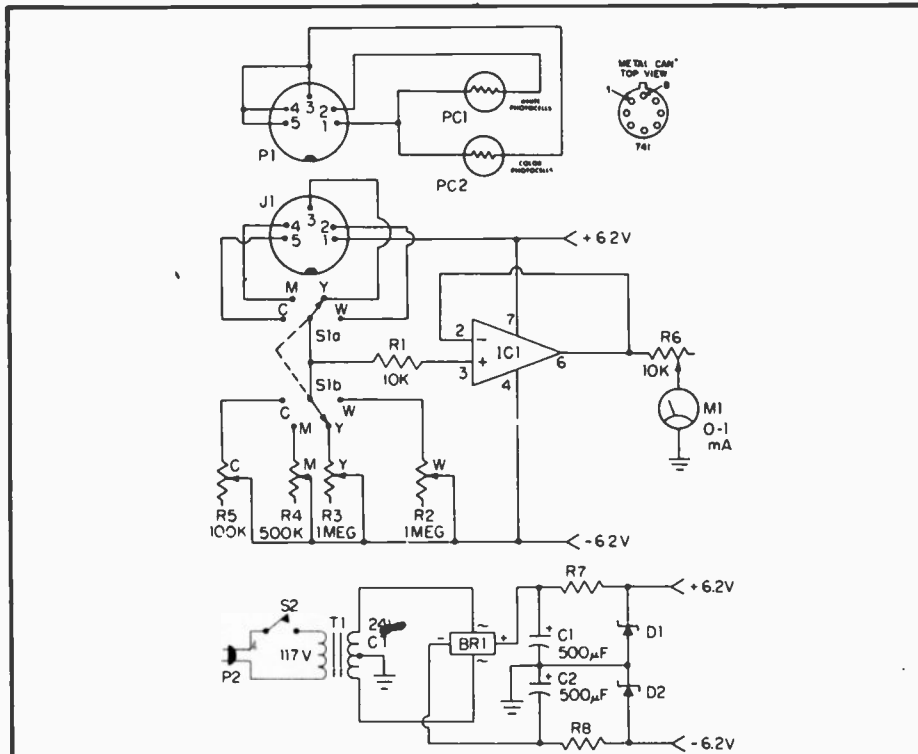 METAL CAN
TOP VIEW
1 8
741
4 3 2
5 1
P1
PC1
PC2
COLOR
PHOTOCELLS
J1
3
4 2
5 1
+6.2V
M Y
C W
S1a
R1
10K
2 −
3 +
7
IC1
4
6
R6
10K
M1
0-1
mA
S1b
C W
M Y
C M Y W
R5 R4 R3 R2
100K 500K 1MEG 1MEG
-6.2V
S2
T1
117 V
P2
- BR1 +
~
~
R7
+6.2V
+ C1
500µF
D1
+ C2
500µF
D2
R8
-6.2V